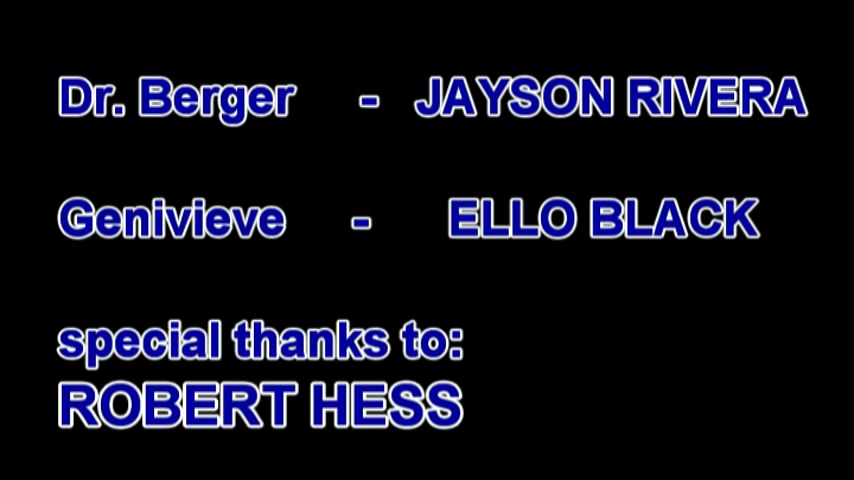 Dr. Berger - JAYSON RIVERA
Genivieve - ELLO BLACK
special thanks to:
ROBERT HESS